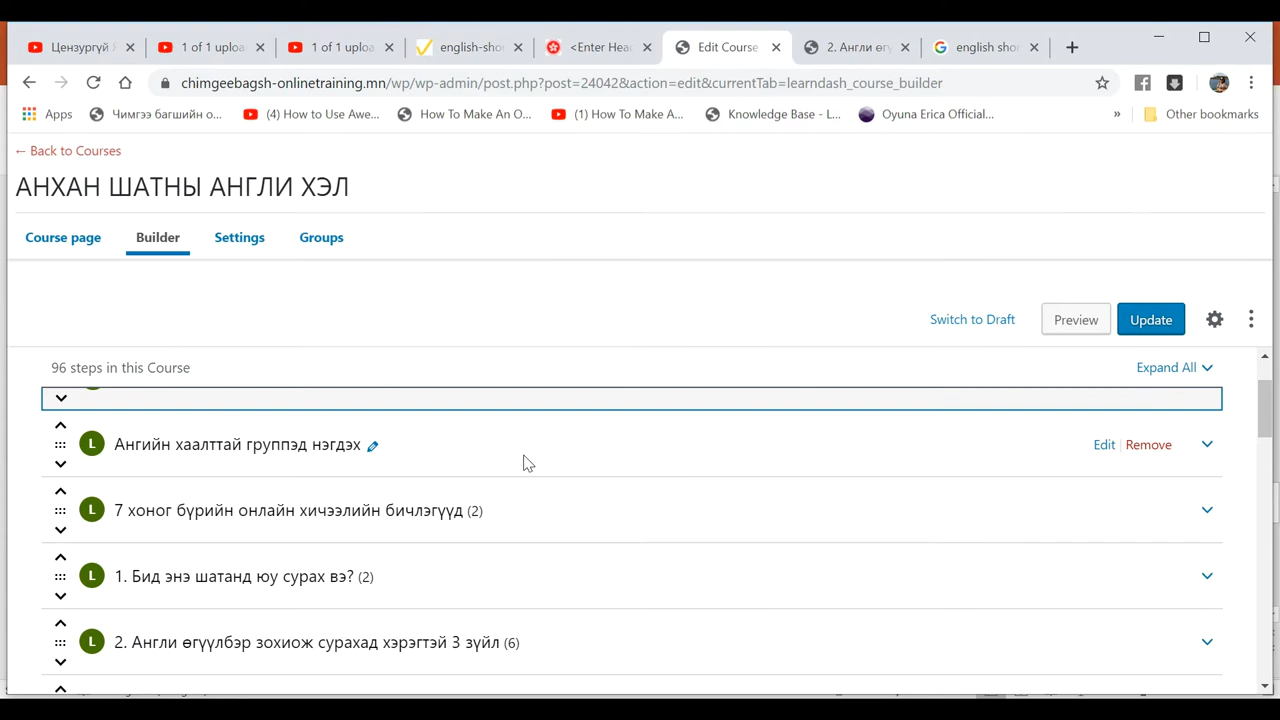 Цензургүй
1 of 1 uploa
1 of 1 uploa
english-sho
<Enter Hea
Edit Course
2. Англи өг
english sho
chimgeebagsh-onlinetraining.mn/wp/wp-admin/post.php?post=24042&action=edit&currentTab=learndash_course_builder
Apps
Чимгээ багшийн о...
(4) How to Use Awe...
How To Make An O...
(1) How To Make A...
Knowledge Base - L...
Oyuna Erica Official...
»
Other bookmarks
← Back to Courses
АНХАН ШАТНЫ АНГЛИ ХЭЛ
Course page
Builder
Settings
Groups
Switch to Draft
Preview
Update
96 steps in this Course
Expand All
L Ангийн хаалттай группэд нэгдэх
Edit | Remove
L 7 хоног бүрийн онлайн хичээлийн бичлэгүүд (2)
L 1. Бид энэ шатанд юу сурах вэ? (2)
L 2. Англи өгүүлбэр зохиож сурахад хэрэгтэй 3 зүйл (6)